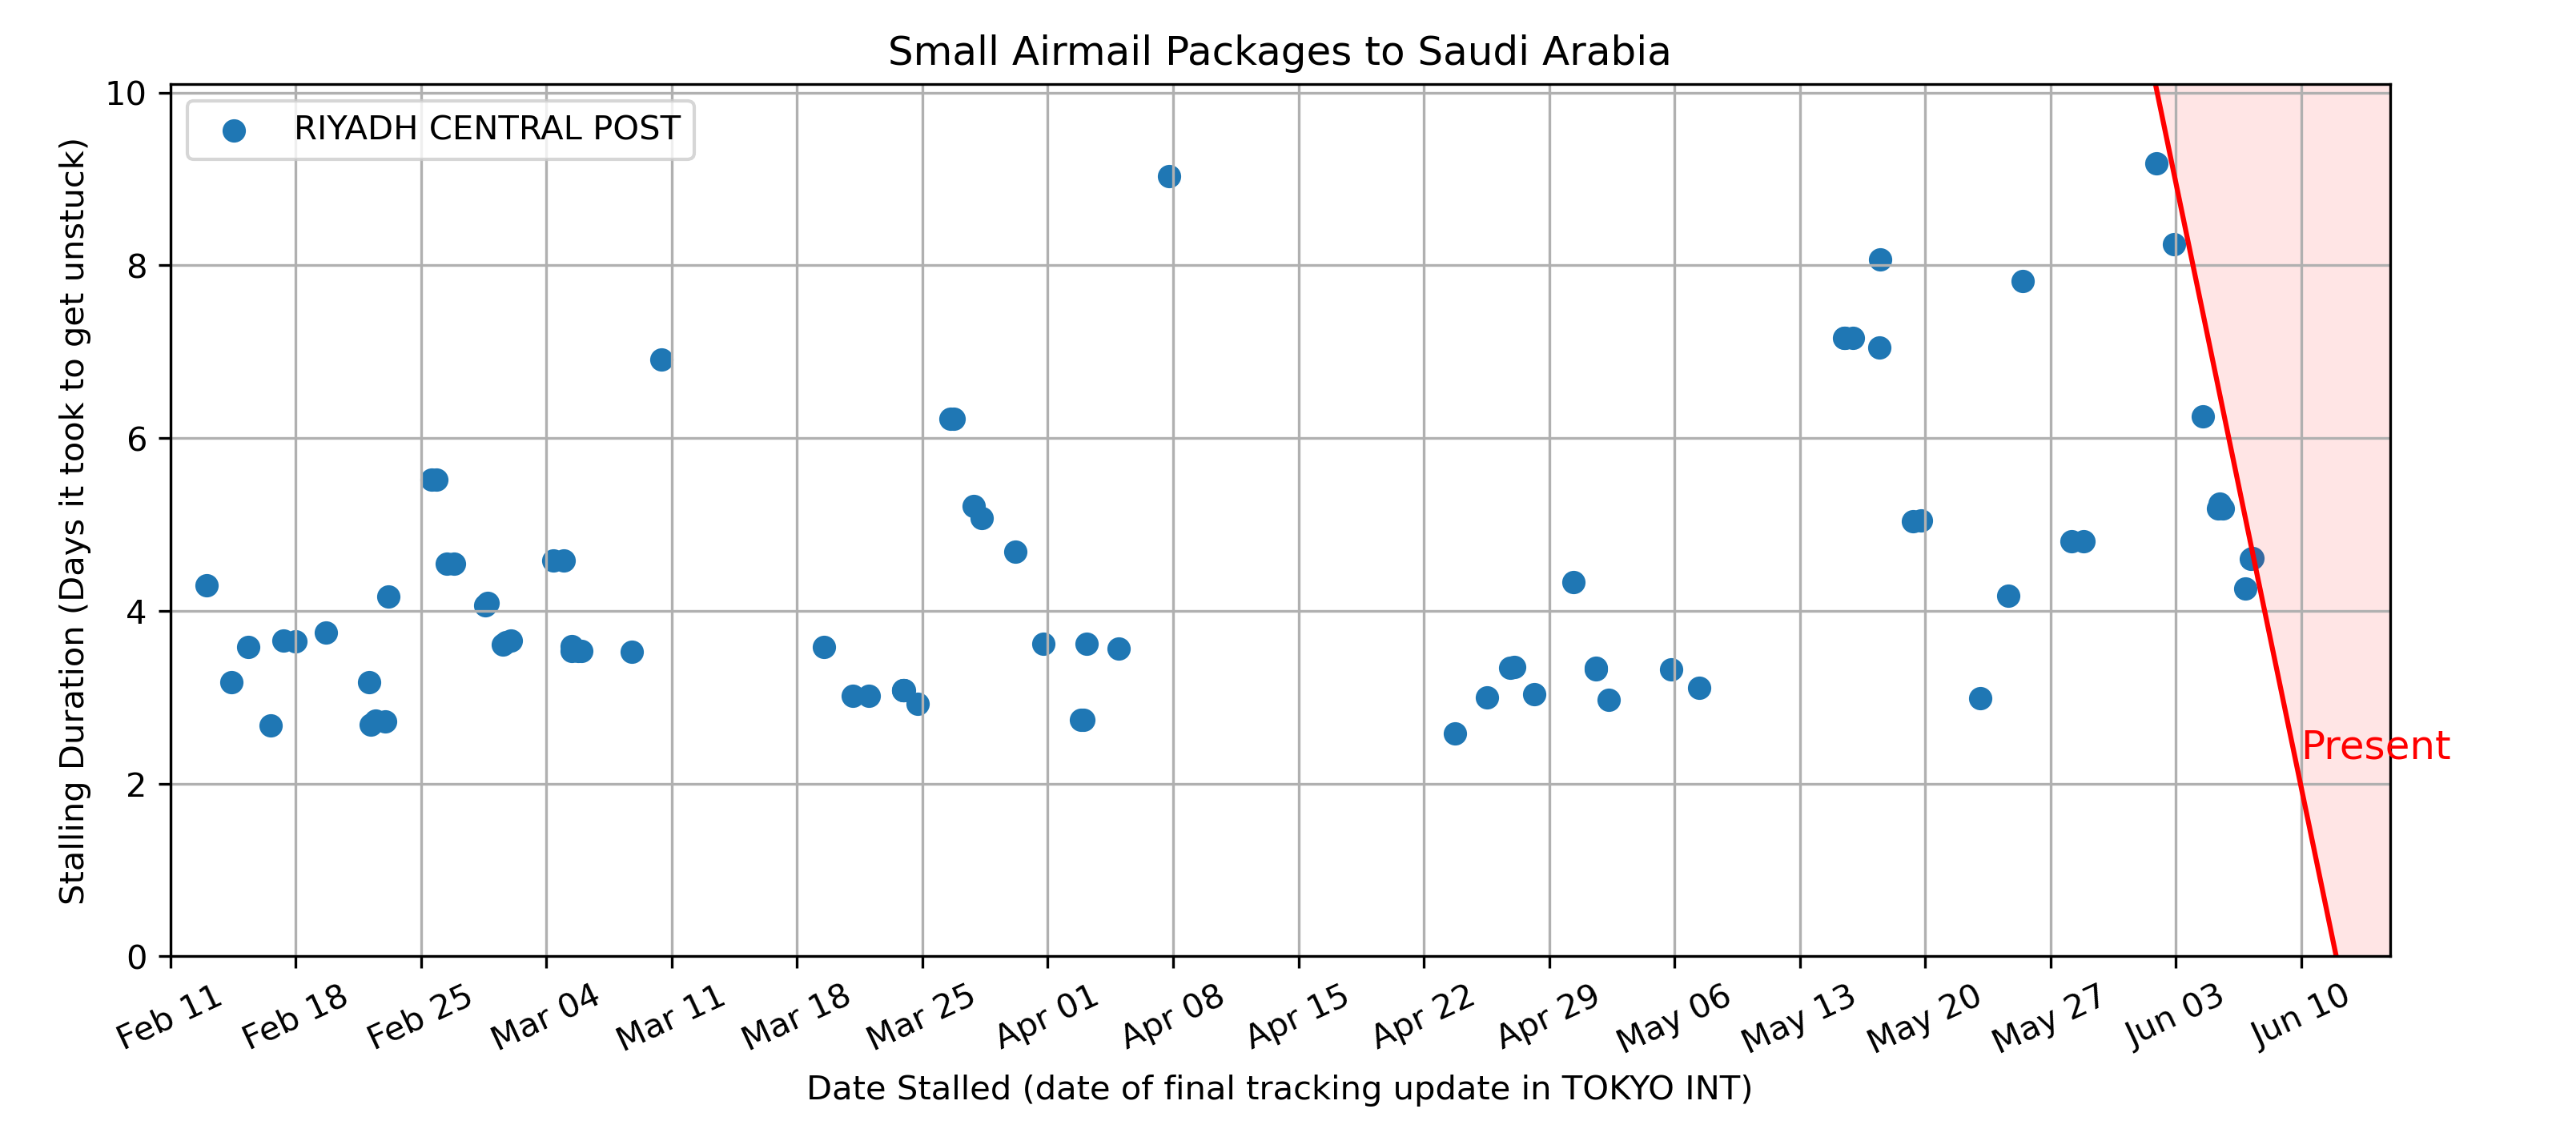 Small Airmail Packages to Saudi Arabia
RIYADH CENTRAL POST
Stalling Duration (Days it took to get unstuck)
10
8
6
4
2
0
Present
Feb 11
Feb 18
Feb 25
Mar 04
Mar 11
Mar 18
Mar 25
Apr 01
Apr 08
Apr 15
Apr 22
Apr 29
May 06
May 13
May 20
May 27
Jun 03
Jun 10
Date Stalled (date of final tracking update in TOKYO INT)